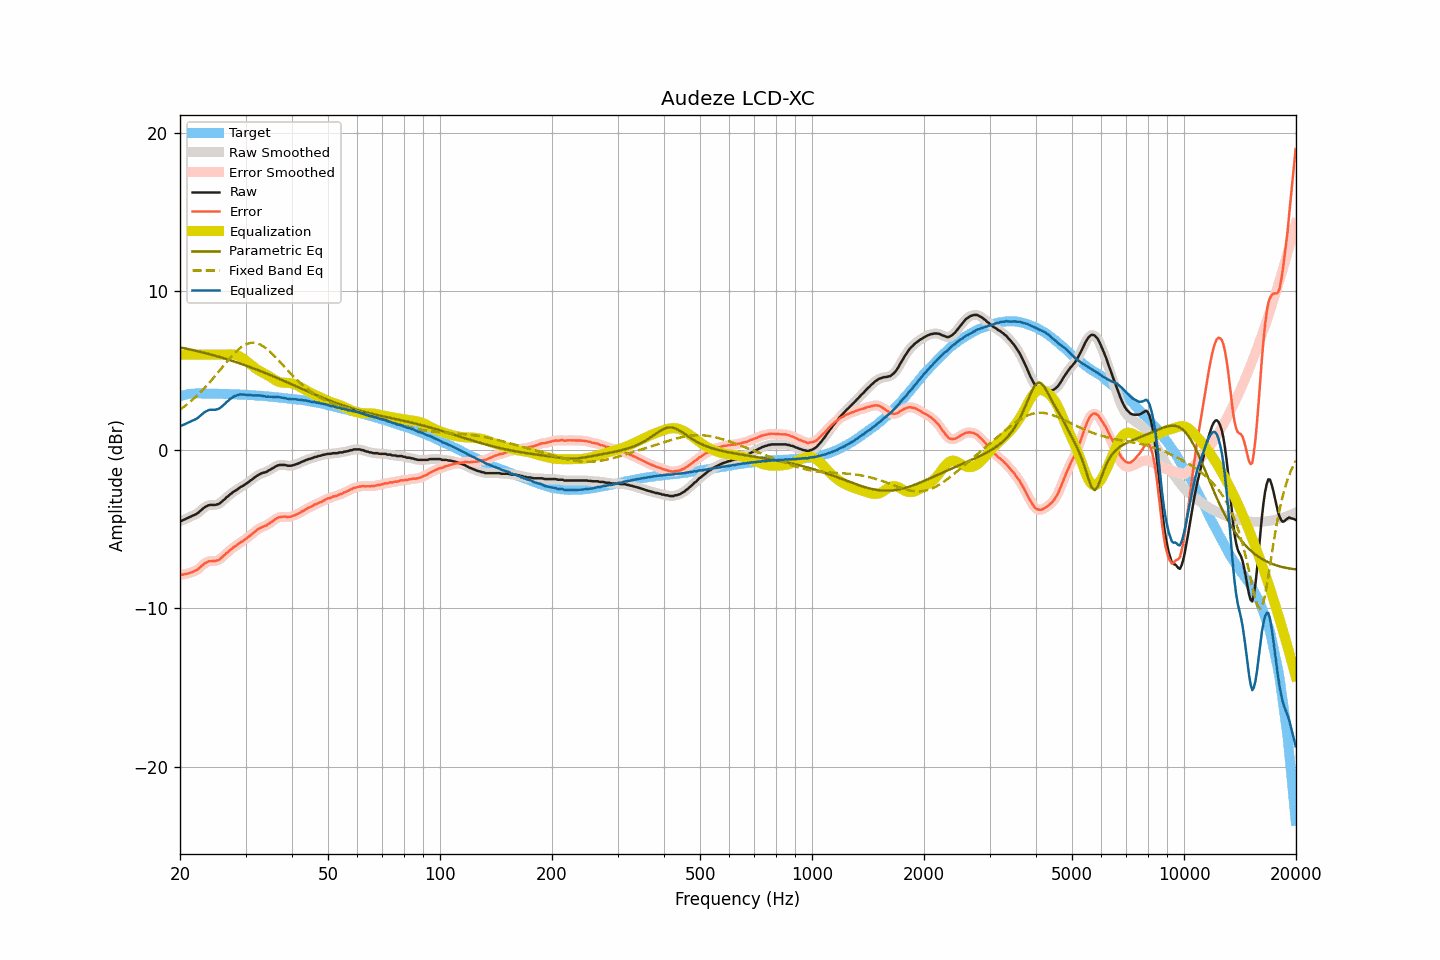 Audeze LCD-XC
Target
Raw Smoothed
Error Smoothed
Raw
Error
Equalization
Parametric Eq
Fixed Band Eq
Equalized
20
10
0
−10
−20
Amplitude (dBr)
20 50 100 200 500 1000 2000 5000 10000 20000
Frequency (Hz)